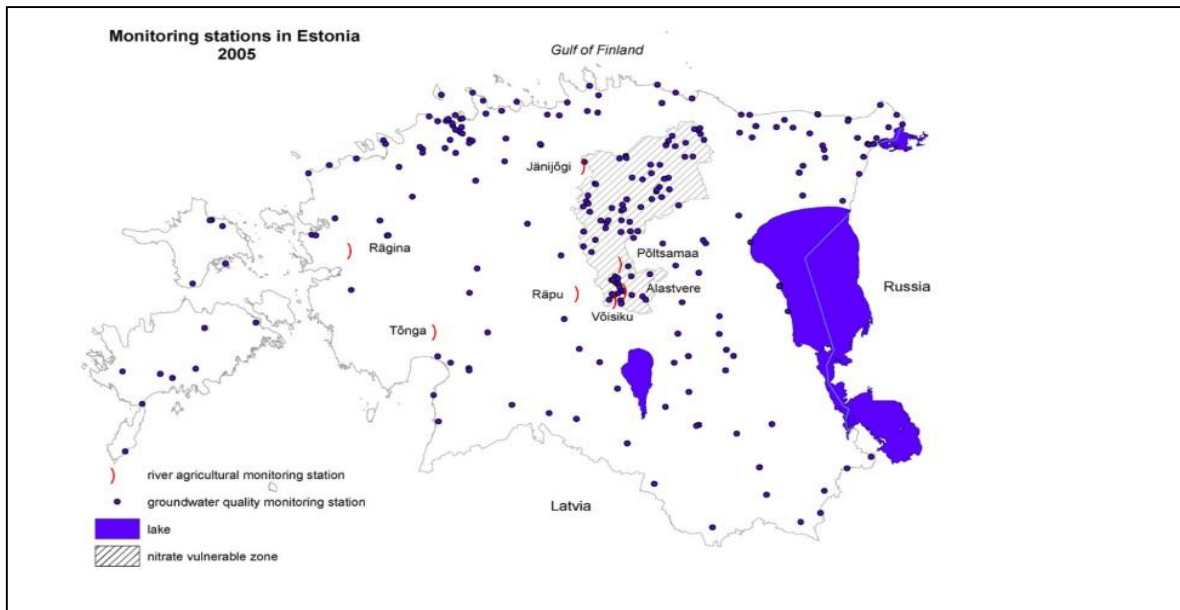 Monitoring stations in Estonia
2005
Gulf of Finland
Jänijõgi
Rägina
Põltsamaa
Räpu
Alastvere
Russia
Võisiku
Tõnga
river agricultural monitoring station
groundwater quality monitoring station
Latvia
lake
nitrate vulnerable zone